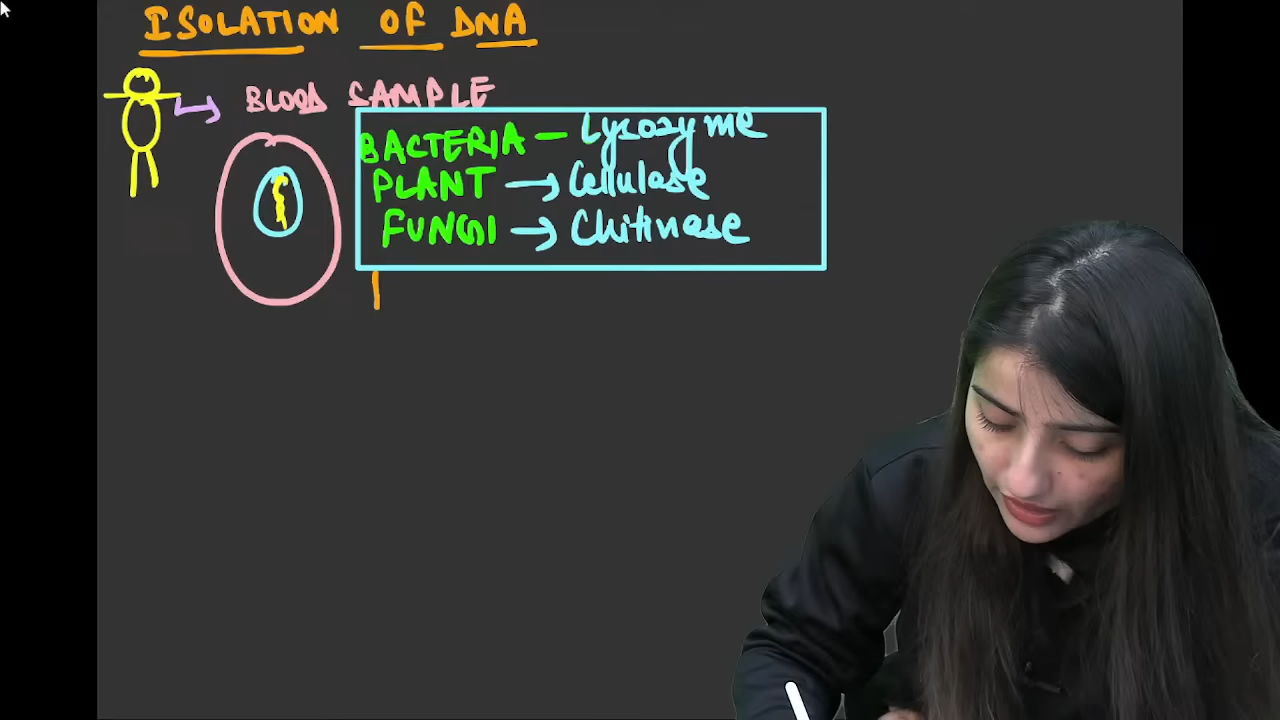 ISOLATION OF DNA
BLOOD SAMPLE
BACTERIA – Lysozyme
PLANT → Cellulase
FUNGI → Chitinase